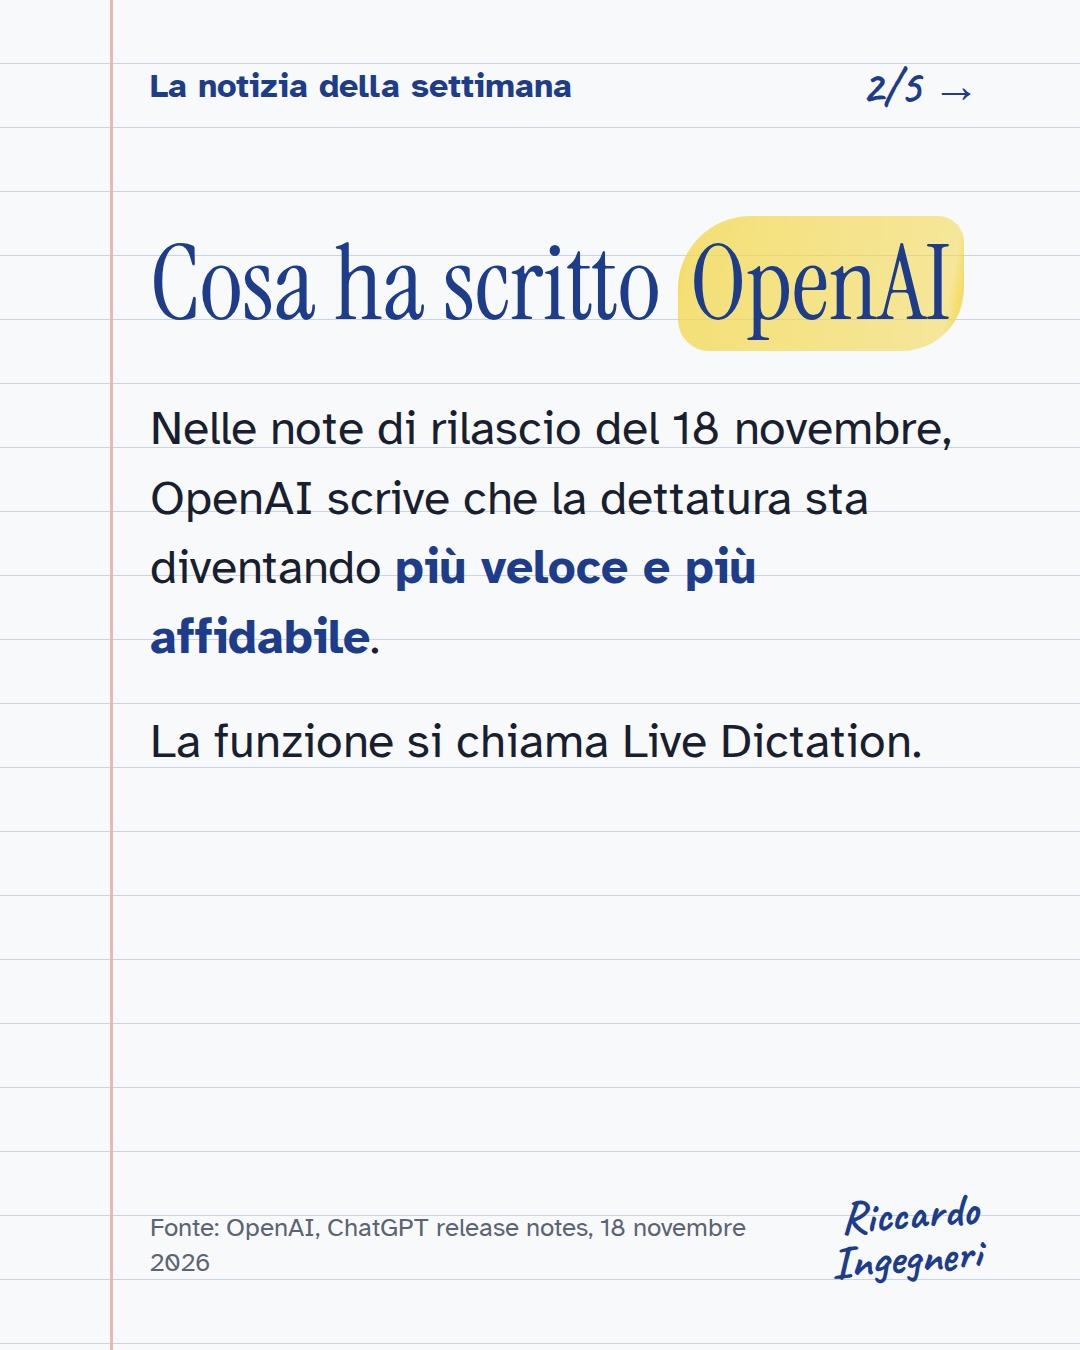 La notizia della settimana
2/5 →
Cosa ha scritto OpenAI
Nelle note di rilascio del 18 novembre,
OpenAI scrive che la dettatura sta
diventando più veloce e più
affidabile.
La funzione si chiama Live Dictation.
Fonte: OpenAI, ChatGPT release notes, 18 novembre
2026
Riccardo
Ingegneri